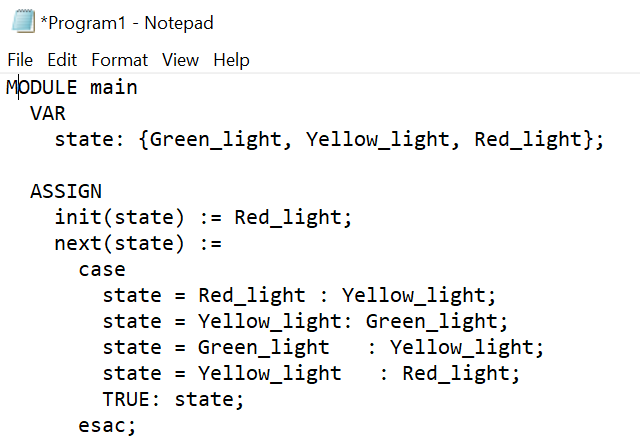 *Program1 - Notepad
File Edit Format View Help
MODULE main
VAR
state: {Green_light, Yellow_light, Red_light};
ASSIGN
init(state) := Red_light;
next(state) :=
case
state = Red_light : Yellow_light;
state = Yellow_light: Green_light;
state = Green_light   : Yellow_light;
state = Yellow_light   : Red_light;
TRUE: state;
esac;